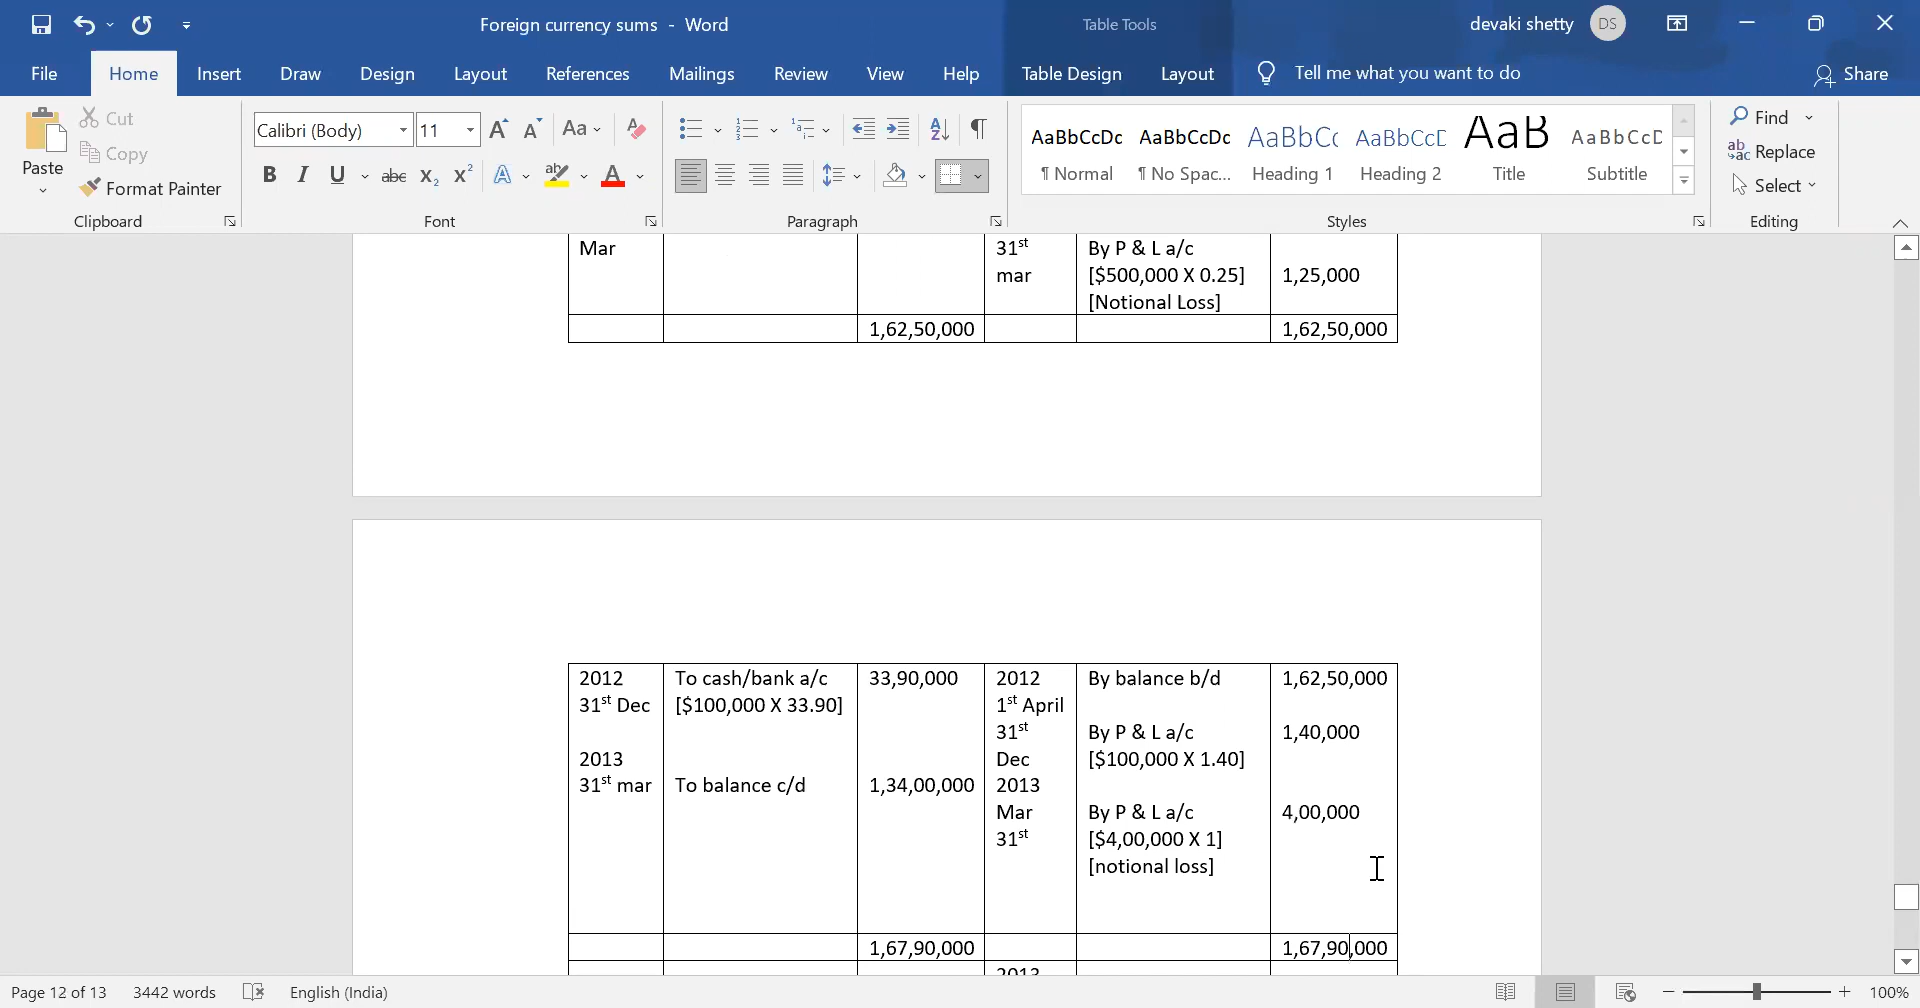 Foreign currency sums - Word
Table Tools
devaki shetty DS
File Home Insert Draw Design Layout References Mailings Review View Help Table Design Layout Tell me what you want to do Share
Paste
Cut
Copy
Format Painter
Clipboard
Calibri (Body) 11 A A Aa A
B I U abc X₂ X² A A
Font
Paragraph
AaBbCcDc
¶ Normal
AaBbCcDc
¶ No Spac...
AaBbCc
Heading 1
AaBbCcD
Heading 2
AaB
Title
AaBbCcD
Subtitle
Styles
Find
Replace
Select
Editing
Mar
31st
mar
By P & L a/c
[$500,000 X 0.25]
[Notional Loss]
1,25,000
1,62,50,000
1,62,50,000
2012
31st Dec
2013
31st mar
To cash/bank a/c
[$100,000 X 33.90]
To balance c/d
33,90,000
1,34,00,000
2012
1st April
31st
Dec
2013
Mar
31st
By balance b/d
By P & L a/c
[$100,000 X 1.40]
By P & L a/c
[$4,00,000 X 1]
[notional loss]
1,62,50,000
1,40,000
4,00,000
1,67,90,000
1,67,90,000
2013
Page 12 of 13 3442 words English (India) 100%